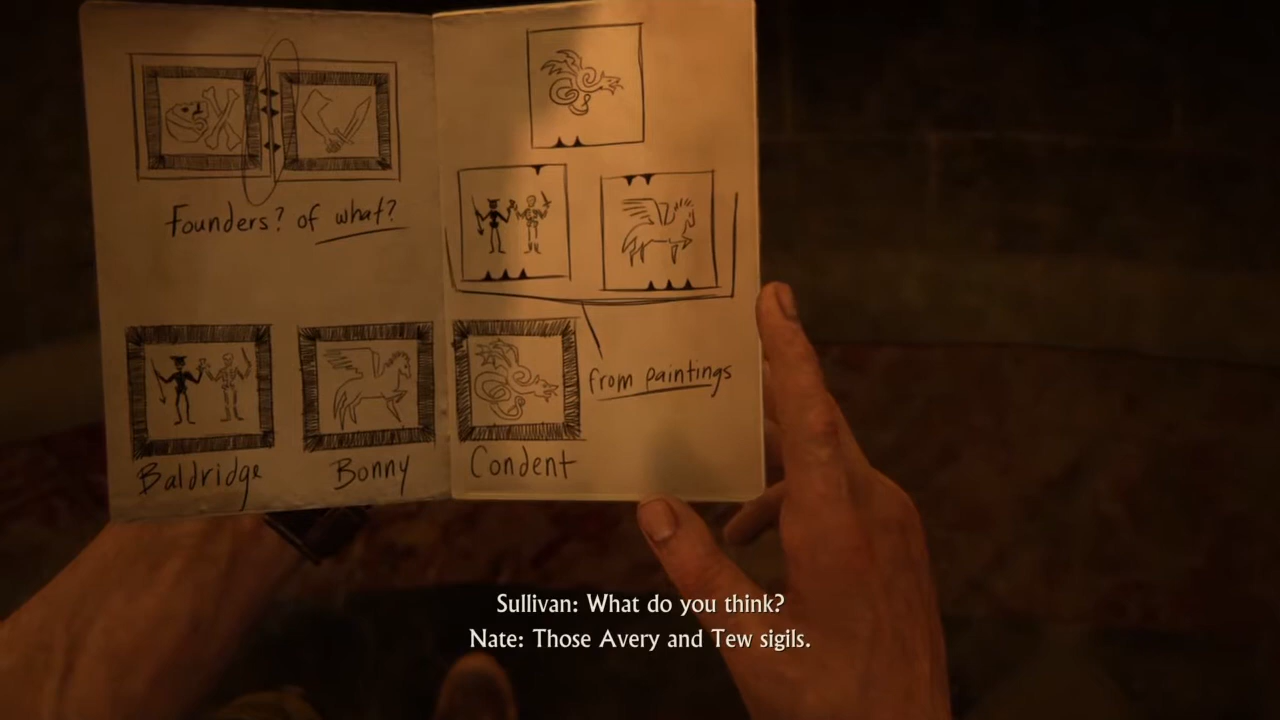 Founders? of what?
from paintings
Baldridge
Bonny
Condent
Sullivan: What do you think?
Nate: Those Avery and Tew sigils.